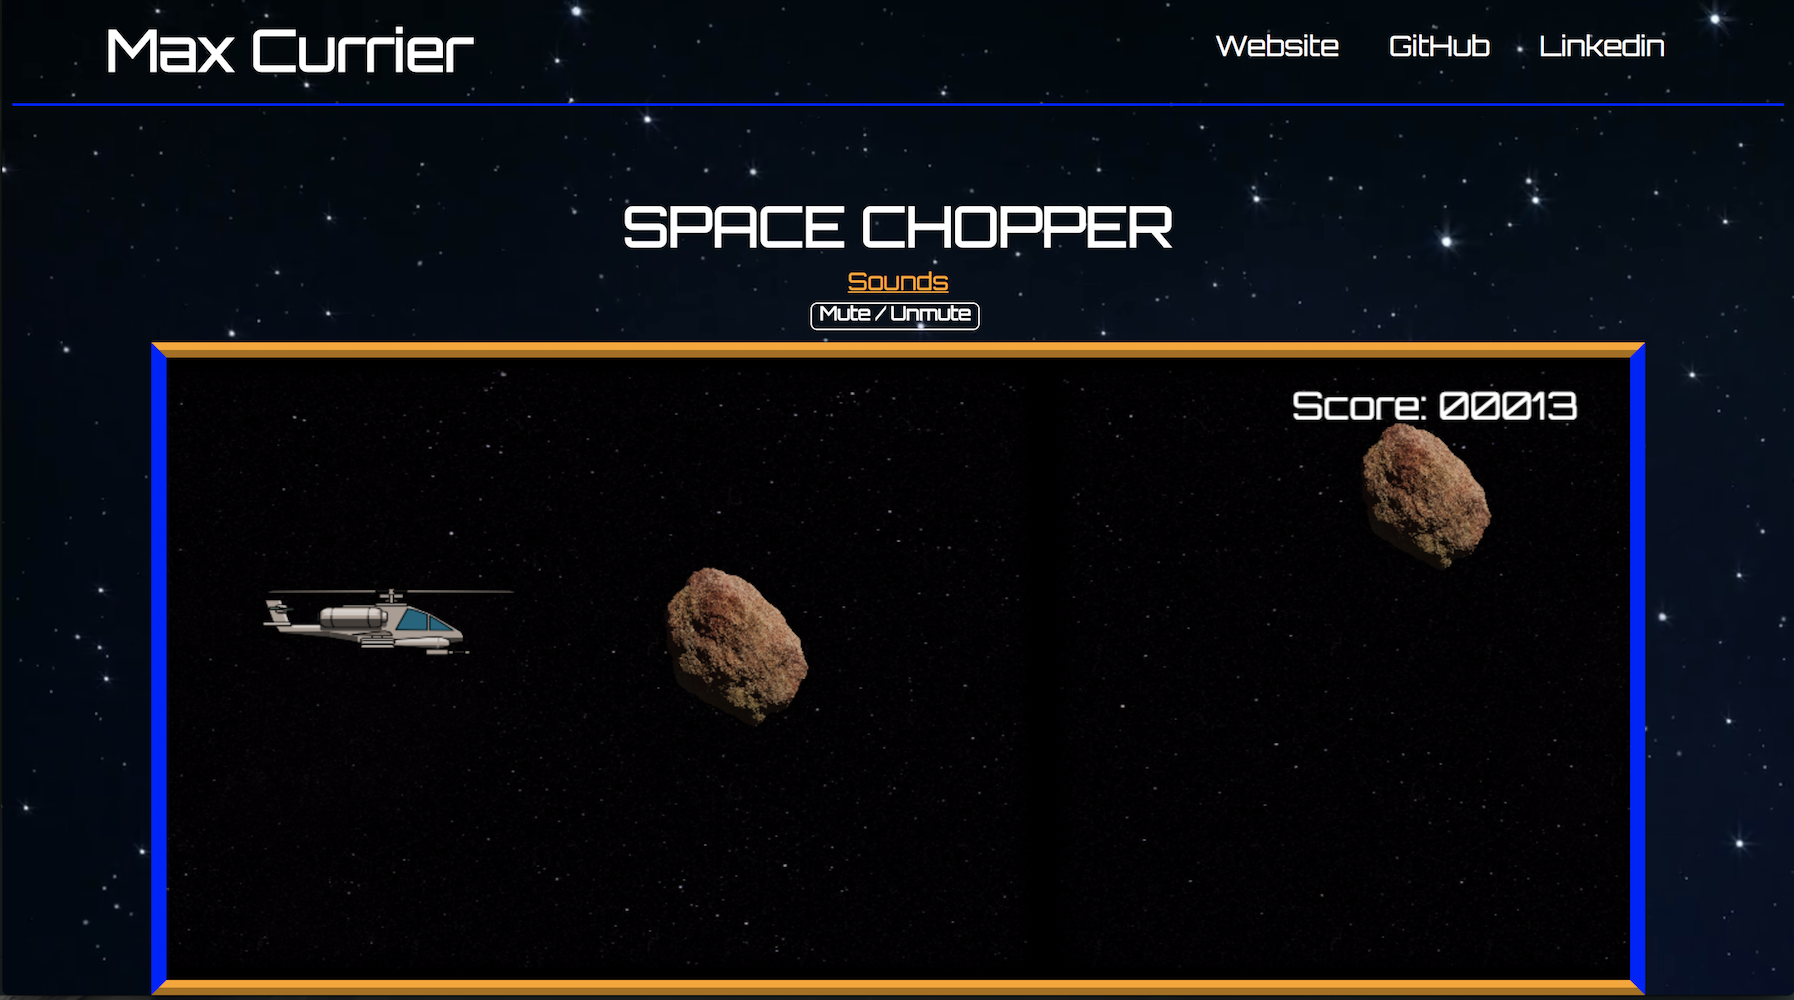 Max Currier
Website GitHub Linkedin
SPACE CHOPPER
Sounds
Mute / Unmute
Score: 00013